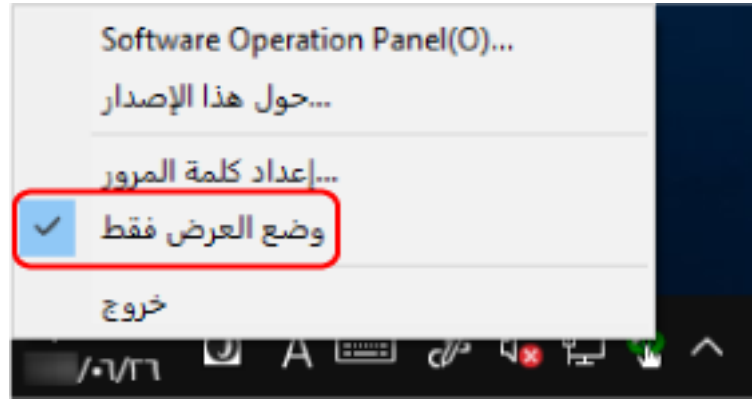 Software Operation Panel(O)...
حول هذا الإصدار...
إعداد كلمة المرور...
وضع العرض فقط
خروج
A
/٠٦/٢٦